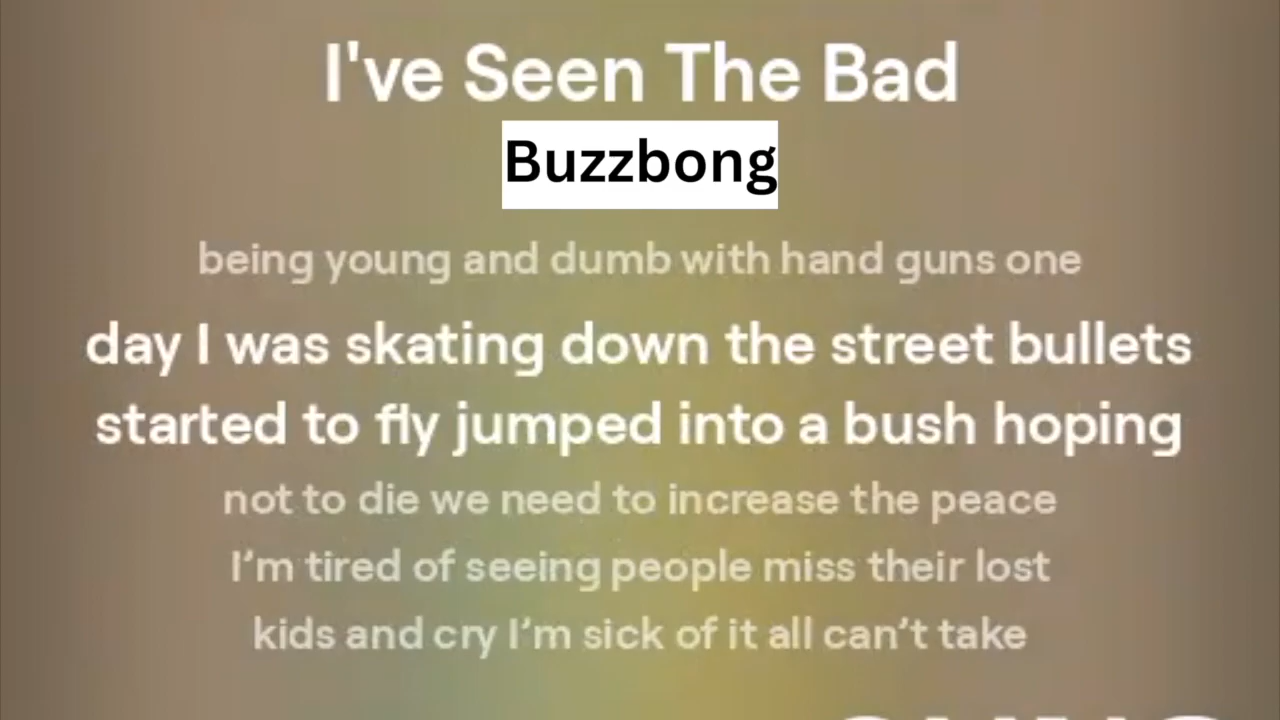 I've Seen The Bad
Buzzbong
being young and dumb with hand guns one
day I was skating down the street bullets
started to fly jumped into a bush hoping
not to die we need to increase the peace
I’m tired of seeing people miss their lost
kids and cry I’m sick of it all can’t take